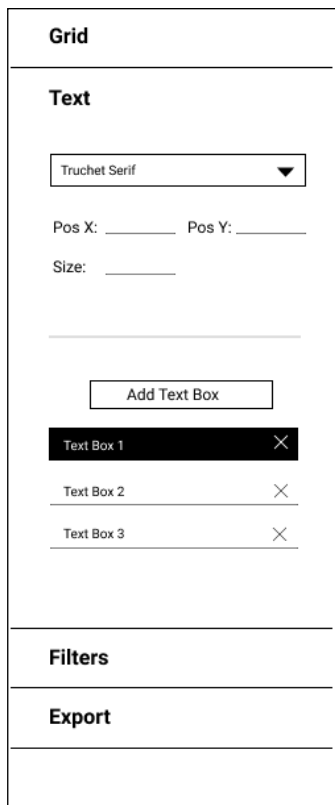 Grid
Text
Truchet Serif
Pos X: Pos Y:
Size:
Add Text Box
Text Box 1
Text Box 2
Text Box 3
Filters
Export